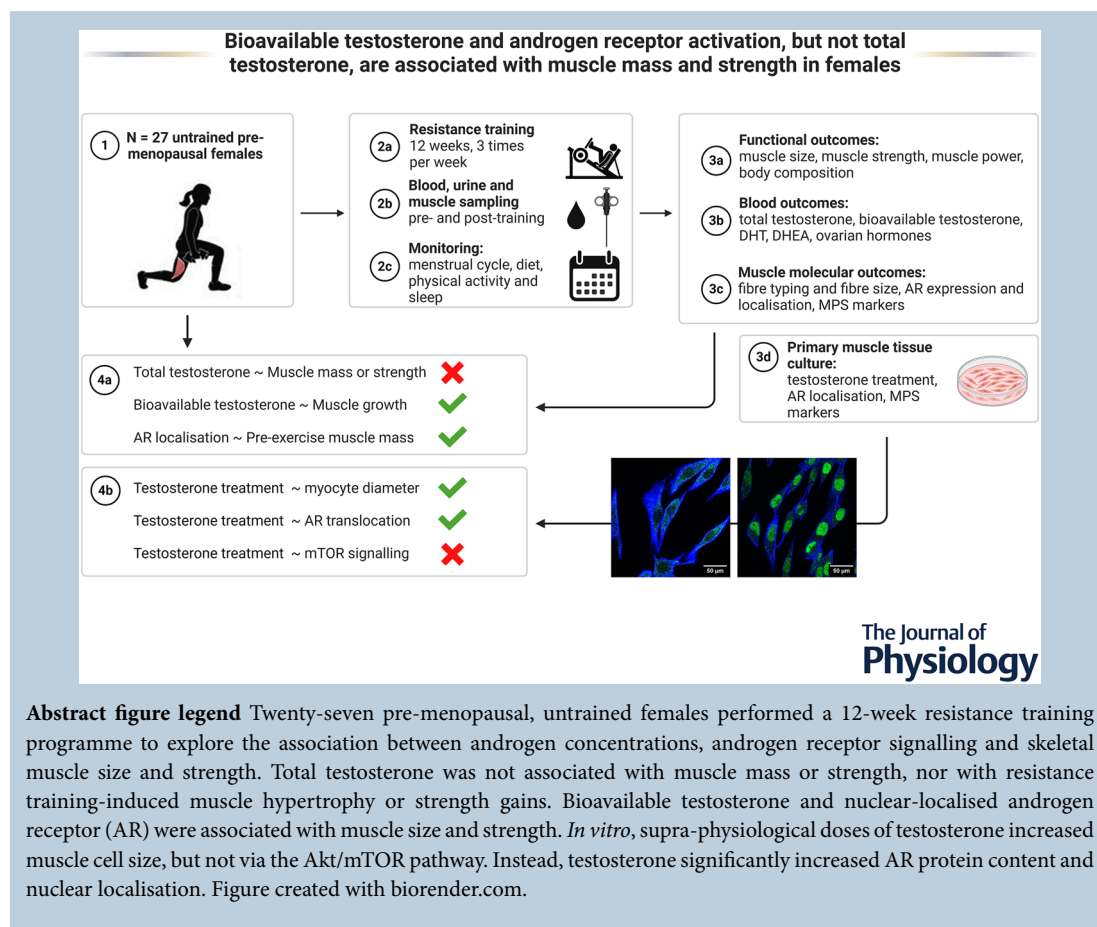 Bioavailable testosterone and androgen receptor activation, but not total
testosterone, are associated with muscle mass and strength in females
1
N = 27 untrained pre-
menopausal females
2a
Resistance training
12 weeks, 3 times
per week
2b
Blood, urine and
muscle sampling
pre- and post-training
2c
Monitoring:
menstrual cycle, diet,
physical activity and
sleep
3a
Functional outcomes:
muscle size, muscle strength, muscle power,
body composition
3b
Blood outcomes:
total testosterone, bioavailable testosterone,
DHT, DHEA, ovarian hormones
3c
Muscle molecular outcomes:
fibre typing and fibre size, AR expression and
localisation, MPS markers
3d
Primary muscle tissue
culture:
testosterone treatment,
AR localisation, MPS
markers
4a
Total testosterone ~ Muscle mass or strength
Bioavailable testosterone ~ Muscle growth
AR localisation ~ Pre-exercise muscle mass
4b
Testosterone treatment ~ myocyte diameter
Testosterone treatment ~ AR translocation
Testosterone treatment ~ mTOR signalling
50 µm
50 µm
The Journal of
Physiology
Abstract figure legend Twenty-seven pre-menopausal, untrained females performed a 12-week resistance training
programme to explore the association between androgen concentrations, androgen receptor signalling and skeletal
muscle size and strength. Total testosterone was not associated with muscle mass or strength, nor with resistance
training-induced muscle hypertrophy or strength gains. Bioavailable testosterone and nuclear-localised androgen
receptor (AR) were associated with muscle size and strength. In vitro, supra-physiological doses of testosterone increased
muscle cell size, but not via the Akt/mTOR pathway. Instead, testosterone significantly increased AR protein content and
nuclear localisation. Figure created with biorender.com.